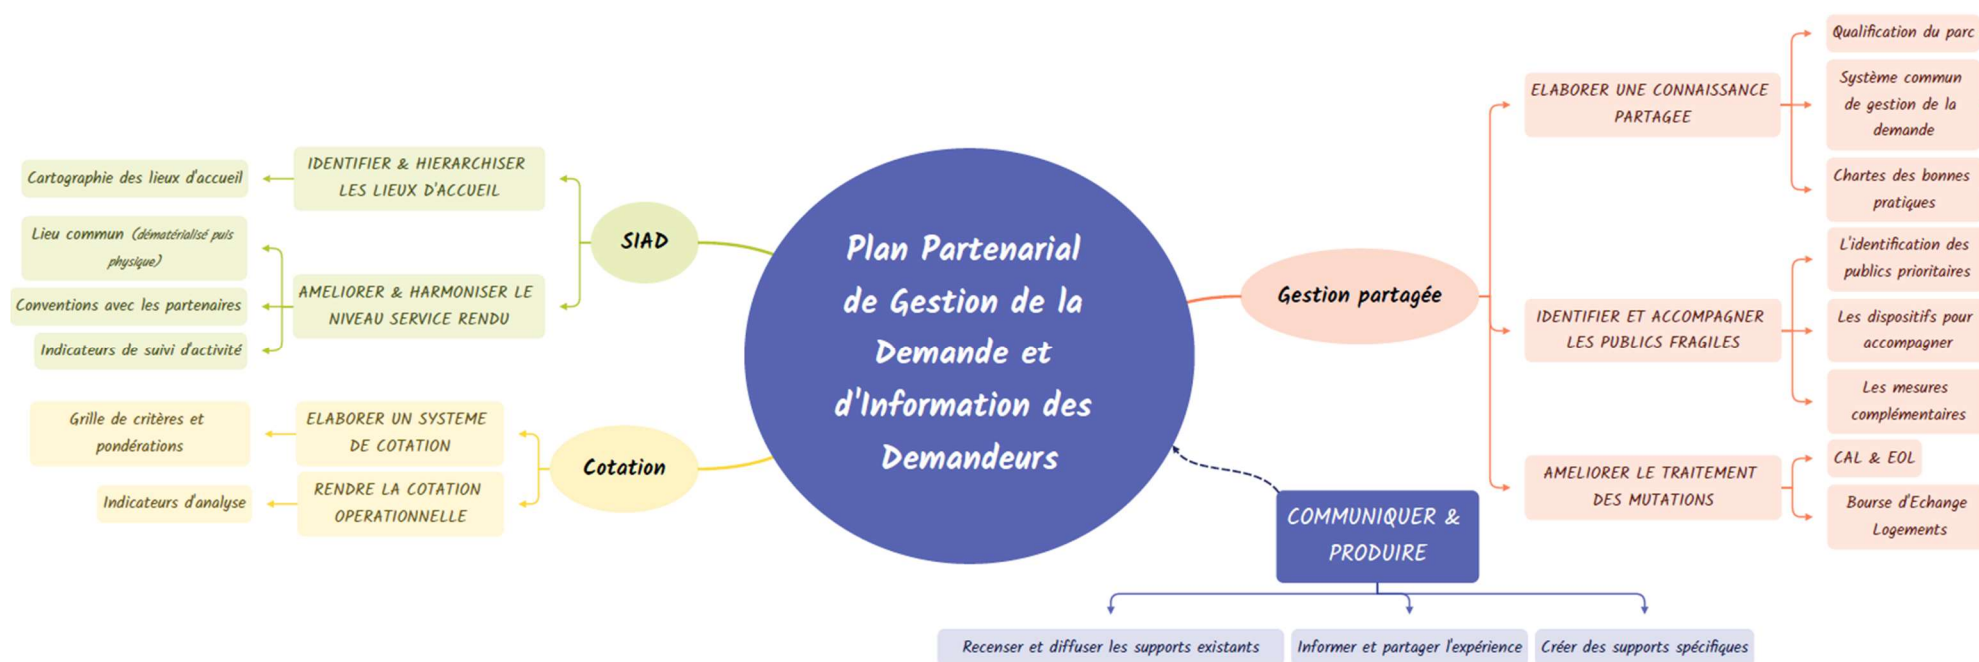 Plan Partenarial
de Gestion de la
Demande et
d'Information des
Demandeurs
SIAD
IDENTIFIER & HIERARCHISER
LES LIEUX D'ACCUEIL
Cartographie des lieux d'accueil
AMELIORER & HARMONISER LE
NIVEAU SERVICE RENDU
Lieu commun (dématérialisé puis
physique)
Conventions avec les partenaires
Indicateurs de suivi d'activité
Cotation
ELABORER UN SYSTEME
DE COTATION
Grille de critères et
pondérations
RENDRE LA COTATION
OPERATIONNELLE
Indicateurs d'analyse
Gestion partagée
ELABORER UNE CONNAISSANCE
PARTAGEE
Qualification du parc
Système commun
de gestion de la
demande
Chartes des bonnes
pratiques
IDENTIFIER ET ACCOMPAGNER
LES PUBLICS FRAGILES
L'identification des
publics prioritaires
Les dispositifs pour
accompagner
Les mesures
complémentaires
AMELIORER LE TRAITEMENT
DES MUTATIONS
CAL & EOL
Bourse d'Echange
Logements
COMMUNIQUER &
PRODUIRE
Recenser et diffuser les supports existants
Informer et partager l'expérience
Créer des supports spécifiques